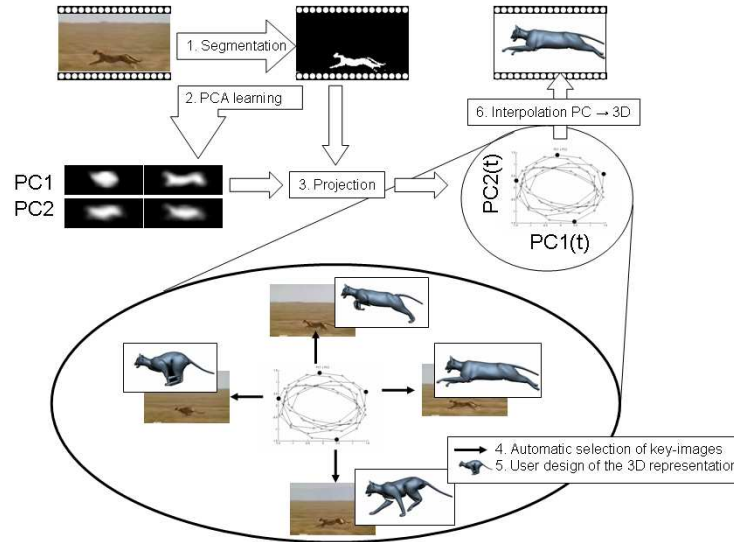 1. Segmentation
2. PCA learning
6. Interpolation PC → 3D
PC1
PC2
3. Projection
PC2(t)
PC1(t)
4. Automatic selection of key-images
5. User design of the 3D representation